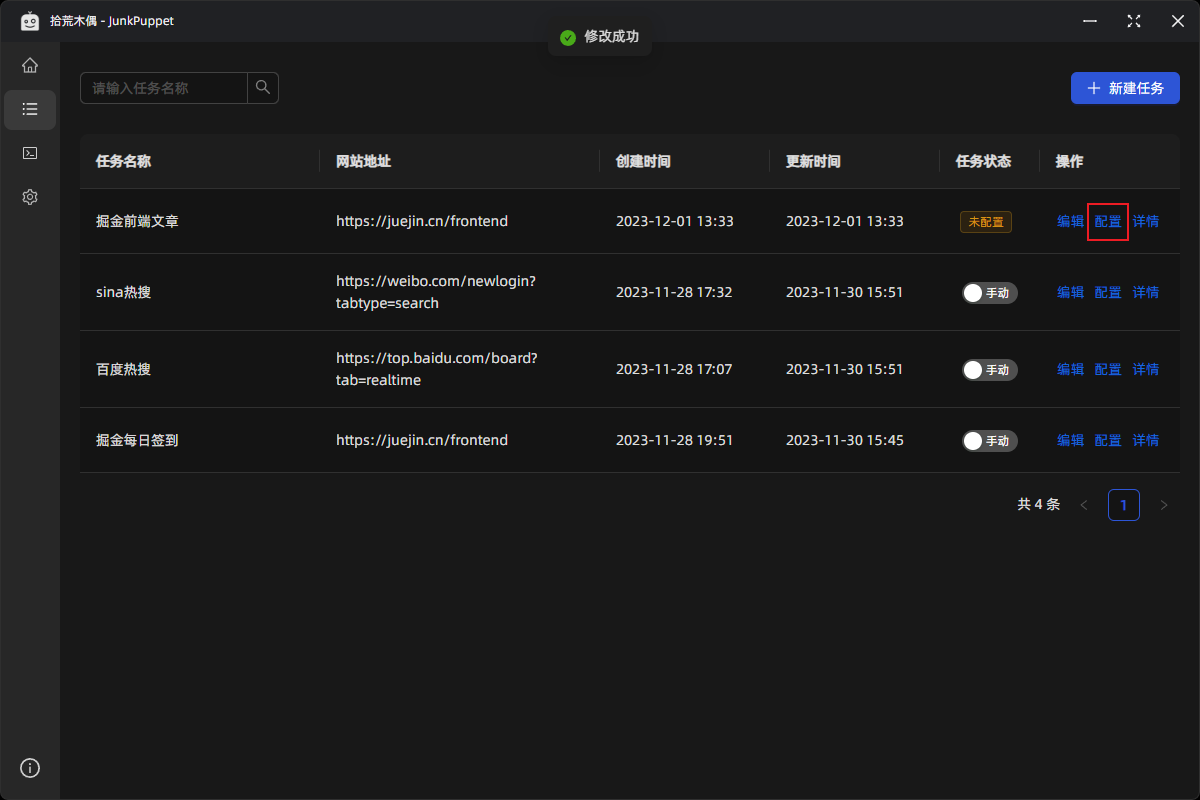 拾荒木偶 - JunkPuppet
修改成功
请输入任务名称
新建任务
任务名称 网站地址 创建时间 更新时间 任务状态 操作
掘金前端文章 https://juejin.cn/frontend 2023-12-01 13:33 2023-12-01 13:33 未配置 编辑 配置 详情
sina热搜 https://weibo.com/newlogin?
tabtype=search 2023-11-28 17:32 2023-11-30 15:51 手动 编辑 配置 详情
百度热搜 https://top.baidu.com/board?
tab=realtime 2023-11-28 17:07 2023-11-30 15:51 手动 编辑 配置 详情
掘金每日签到 https://juejin.cn/frontend 2023-11-28 19:51 2023-11-30 15:45 手动 编辑 配置 详情
共 4 条 < 1 >